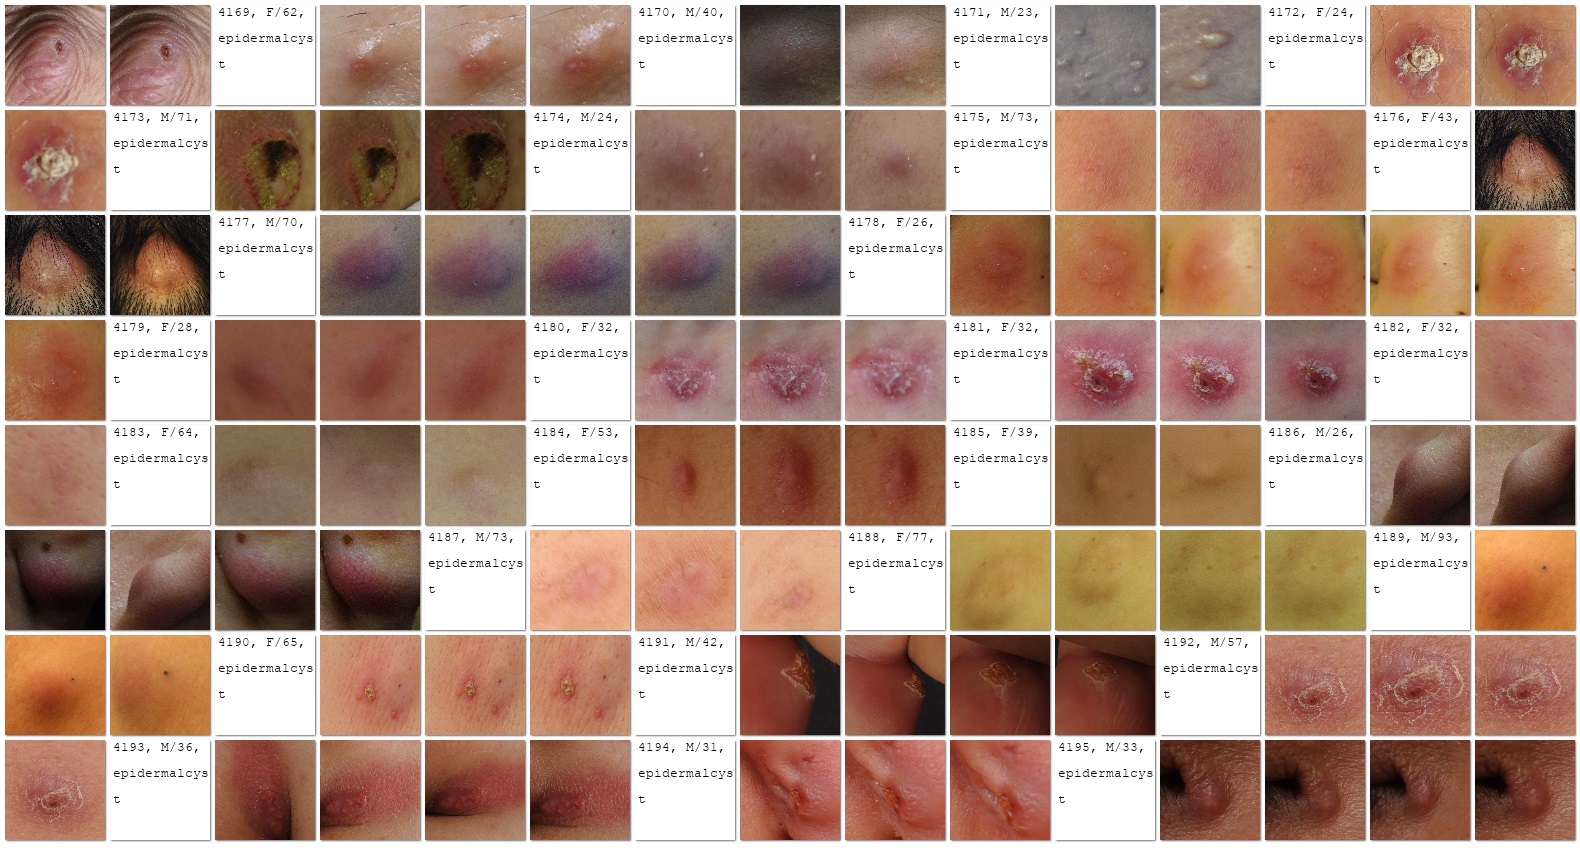 4169, F/62,
epidermalcys
t
4170, M/40,
epidermalcys
t
4171, M/23,
epidermalcys
t
4172, F/24,
epidermalcys
t
4173, M/71,
epidermalcys
t
4174, M/24,
epidermalcys
t
4175, M/73,
epidermalcys
t
4176, F/43,
epidermalcys
t
4177, M/70,
epidermalcys
t
4178, F/26,
epidermalcys
t
4179, F/28,
epidermalcys
t
4180, F/32,
epidermalcys
t
4181, F/32,
epidermalcys
t
4182, F/32,
epidermalcys
t
4183, F/64,
epidermalcys
t
4184, F/53,
epidermalcys
t
4185, F/39,
epidermalcys
t
4186, M/26,
epidermalcys
t
4187, M/73,
epidermalcys
t
4188, F/77,
epidermalcys
t
4189, M/93,
epidermalcys
t
4190, F/65,
epidermalcys
t
4191, M/42,
epidermalcys
t
4192, M/57,
epidermalcys
t
4193, M/36,
epidermalcys
t
4194, M/31,
epidermalcys
t
4195, M/33,
epidermalcys
t